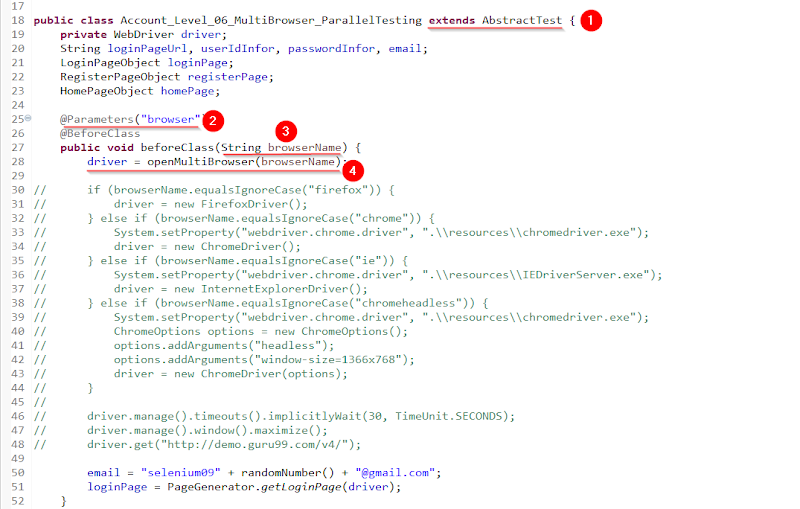 17
18 public class Account_Level_06_MultiBrowser_ParallelTesting extends AbstractTest { 1
19     private WebDriver driver;
20     String loginPageUrl, userIdInfor, passwordInfor, email;
21     LoginPageObject loginPage;
22     RegisterPageObject registerPage;
23     HomePageObject homePage;
24
25     @Parameters("browser" 2
26     @BeforeClass
3
27     public void beforeClass(String browserName) {
28         driver = openMultiBrowser(browserName); 4
29
30 //      if (browserName.equalsIgnoreCase("firefox")) {
31 //          driver = new FirefoxDriver();
32 //      } else if (browserName.equalsIgnoreCase("chrome")) {
33 //          System.setProperty("webdriver.chrome.driver", ".\\resources\\chromedriver.exe");
34 //          driver = new ChromeDriver();
35 //      } else if (browserName.equalsIgnoreCase("ie")) {
36 //          System.setProperty("webdriver.chrome.driver", ".\\resources\\IEDriverServer.exe");
37 //          driver = new InternetExplorerDriver();
38 //      } else if (browserName.equalsIgnoreCase("chromeheadless")) {
39 //          System.setProperty("webdriver.chrome.driver", ".\\resources\\chromedriver.exe");
40 //          ChromeOptions options = new ChromeOptions();
41 //          options.addArguments("headless");
42 //          options.addArguments("window-size=1366x768");
43 //          driver = new ChromeDriver(options);
44 //      }
45 //
46 //      driver.manage().timeouts().implicitlyWait(30, TimeUnit.SECONDS);
47 //      driver.manage().window().maximize();
48 //      driver.get("http://demo.guru99.com/v4/");
49
50         email = "selenium09" + randomNumber() + "@gmail.com";
51         loginPage = PageGenerator.getLoginPage(driver);
52     }